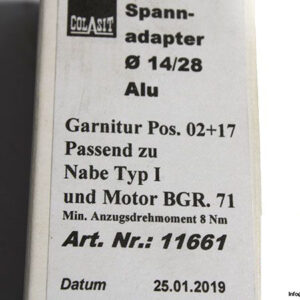 COLASIT
Spann-
adapter
Ø 14/28
Alu
Garnitur Pos. 02+17
Passend zu
Nabe Typ I
und Motor BGR. 71
Min. Anzugsdrehmoment 8 Nm
Art. Nr.: 11661
Datum 25.01.2019